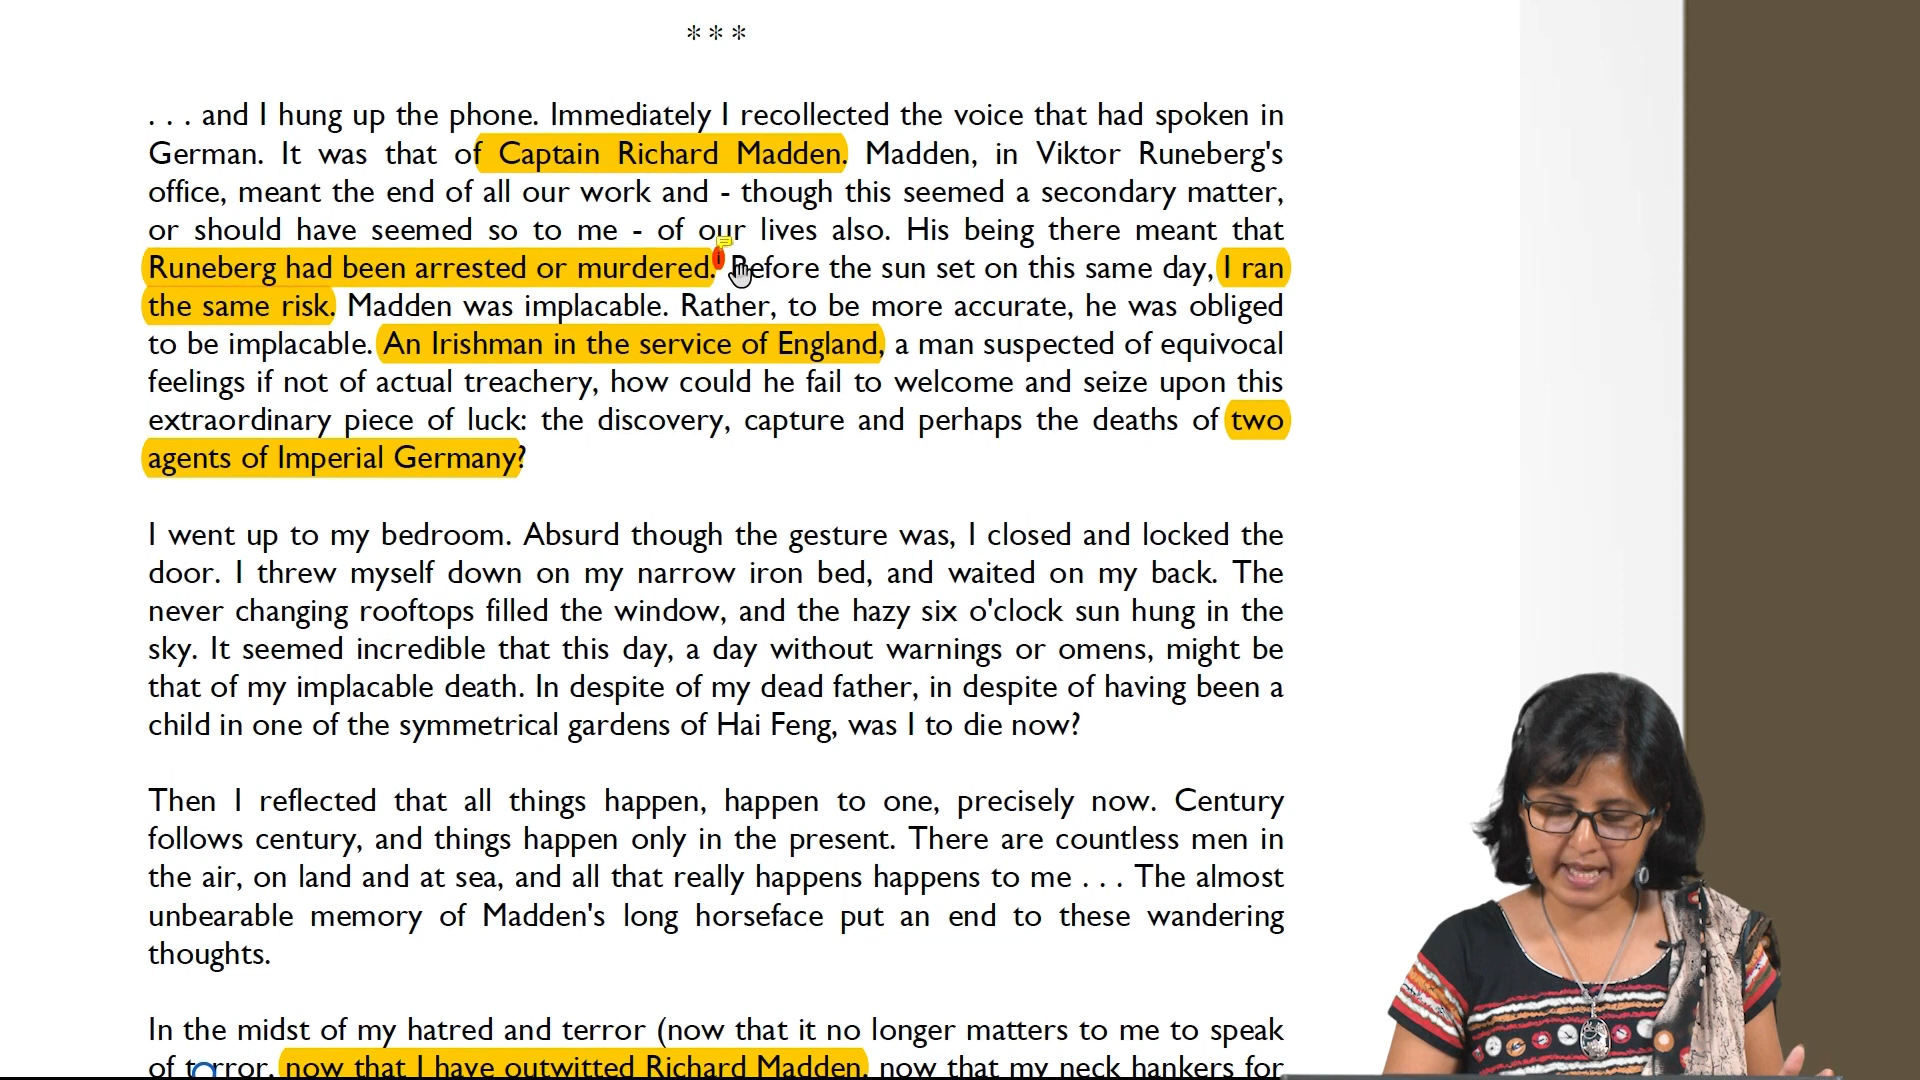 * * *
. . . and I hung up the phone. Immediately I recollected the voice that had spoken in
German. It was that of Captain Richard Madden. Madden, in Viktor Runeberg's
office, meant the end of all our work and - though this seemed a secondary matter,
or should have seemed so to me - of our lives also. His being there meant that
Runeberg had been arrested or murdered.i Before the sun set on this same day, I ran
the same risk. Madden was implacable. Rather, to be more accurate, he was obliged
to be implacable. An Irishman in the service of England, a man suspected of equivocal
feelings if not of actual treachery, how could he fail to welcome and seize upon this
extraordinary piece of luck: the discovery, capture and perhaps the deaths of two
agents of Imperial Germany?
I went up to my bedroom. Absurd though the gesture was, I closed and locked the
door. I threw myself down on my narrow iron bed, and waited on my back. The
never changing rooftops filled the window, and the hazy six o'clock sun hung in the
sky. It seemed incredible that this day, a day without warnings or omens, might be
that of my implacable death. In despite of my dead father, in despite of having been a
child in one of the symmetrical gardens of Hai Feng, was I to die now?
Then I reflected that all things happen, happen to one, precisely now. Century
follows century, and things happen only in the present. There are countless men in
the air, on land and at sea, and all that really happens happens to me . . . The almost
unbearable memory of Madden's long horseface put an end to these wandering
thoughts.
In the midst of my hatred and terror (now that it no longer matters to me to speak
of terror, now that I have outwitted Richard Madden, now that my neck hankers for